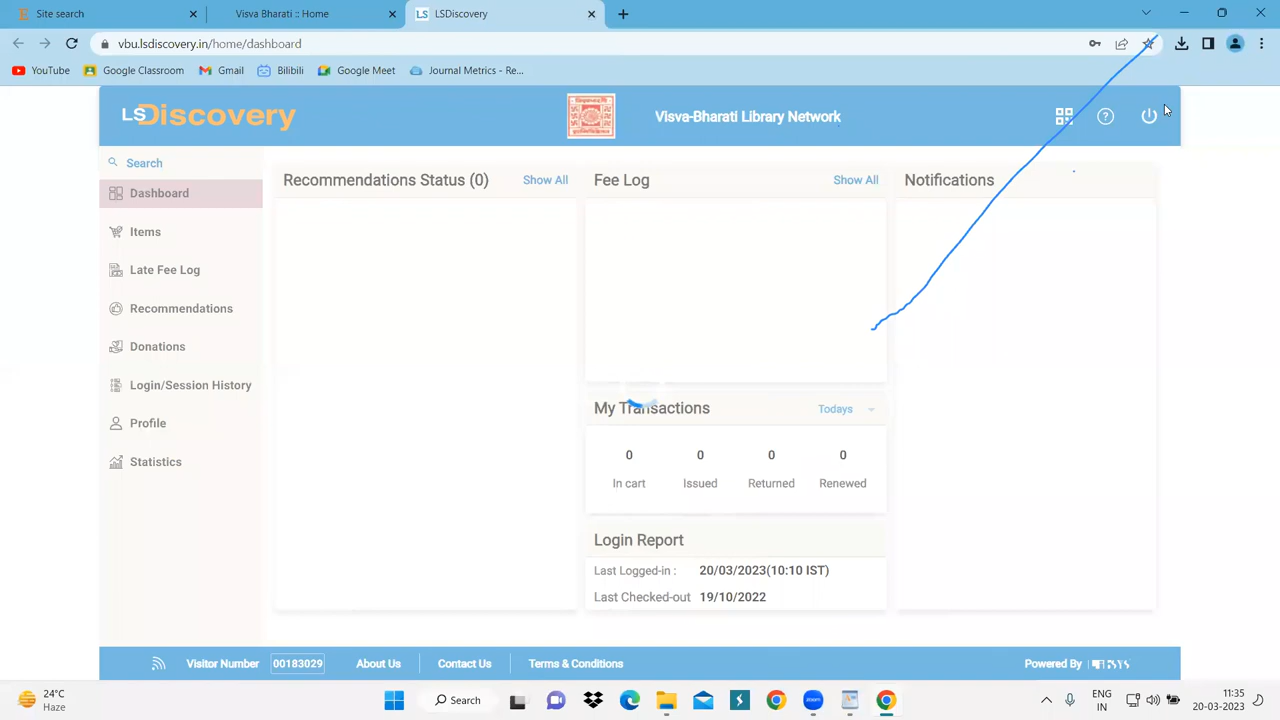 Site search
Visva Bharati :: Home
LS
LSDiscovery
vbu.lsdiscovery.in/home/dashboard
YouTube
Google Classroom
Gmail
Bilibili
Google Meet
Journal Metrics - Re...
LSDiscovery
Visva-Bharati Library Network
Search
Dashboard
Items
Late Fee Log
Recommendations
Donations
Login/Session History
Profile
Statistics
Recommendations Status (0)
Show All
Fee Log
Show All
Notifications
My Transactions
Todays
0 0 0 0
In cart Issued Returned Renewed
Login Report
Last Logged-in : 20/03/2023(10:10 IST)
Last Checked-out 19/10/2022
Visitor Number 00183029 About Us Contact Us Terms & Conditions
Powered By
24°C
Haze
Search
ENG
IN
11:35
20-03-2023